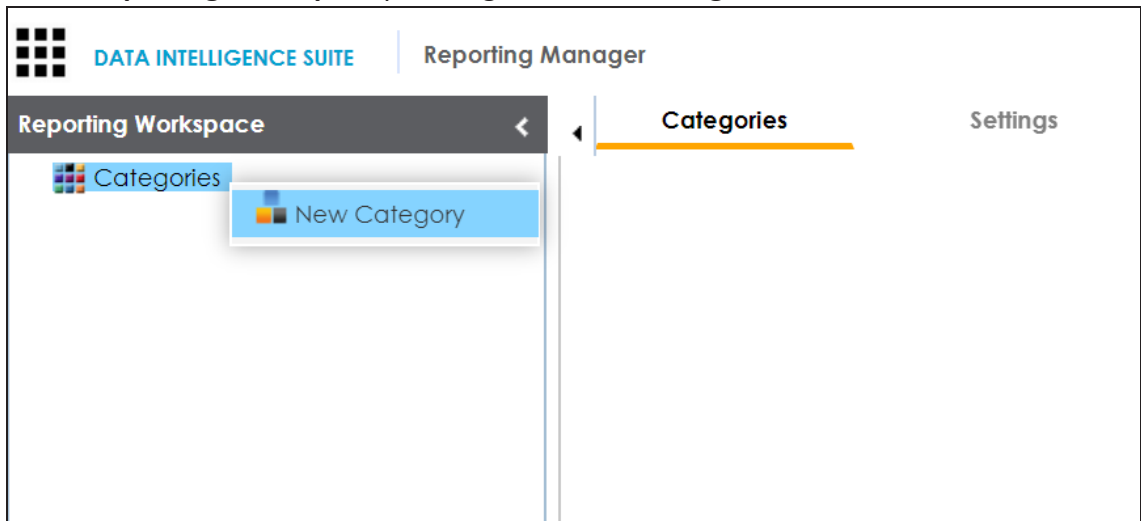 DATA INTELLIGENCE SUITE Reporting Manager
Reporting Workspace Categories Settings
Categories
New Category